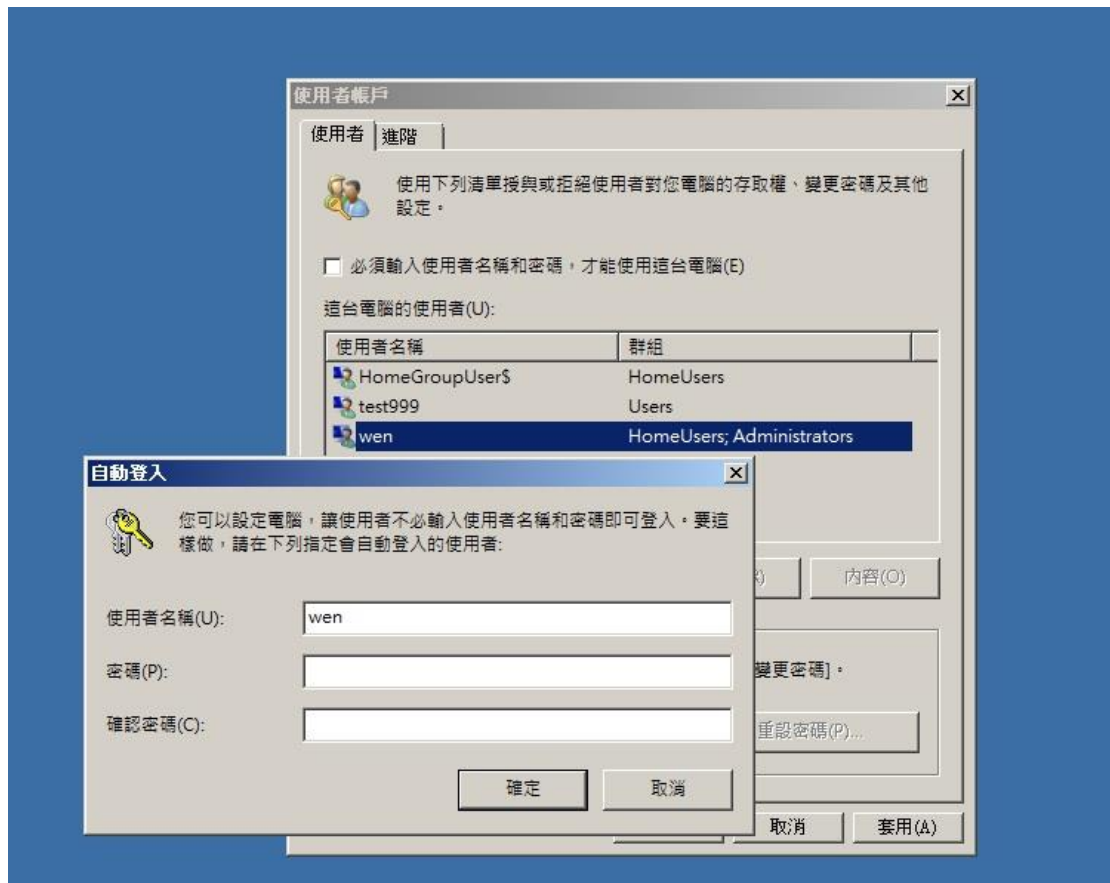 使用者帳戶
使用者
進階
使用下列清單授與或拒絕使用者對您電腦的存取權、變更密碼及其他
設定。
必須輸入使用者名稱和密碼，才能使用這台電腦(E)
這台電腦的使用者(U):
使用者名稱 群組
HomeGroupUser$ HomeUsers
test999 Users
wen HomeUsers; Administrators
自動登入
您可以設定電腦，讓使用者不必輸入使用者名稱和密碼即可登入。要這
樣做，請在下列指定會自動登入的使用者:
內容(O)
使用者名稱(U): wen
密碼(P):
變更密碼]。
確認密碼(C):
重設密碼(P)...
確定 取消
取消 套用(A)